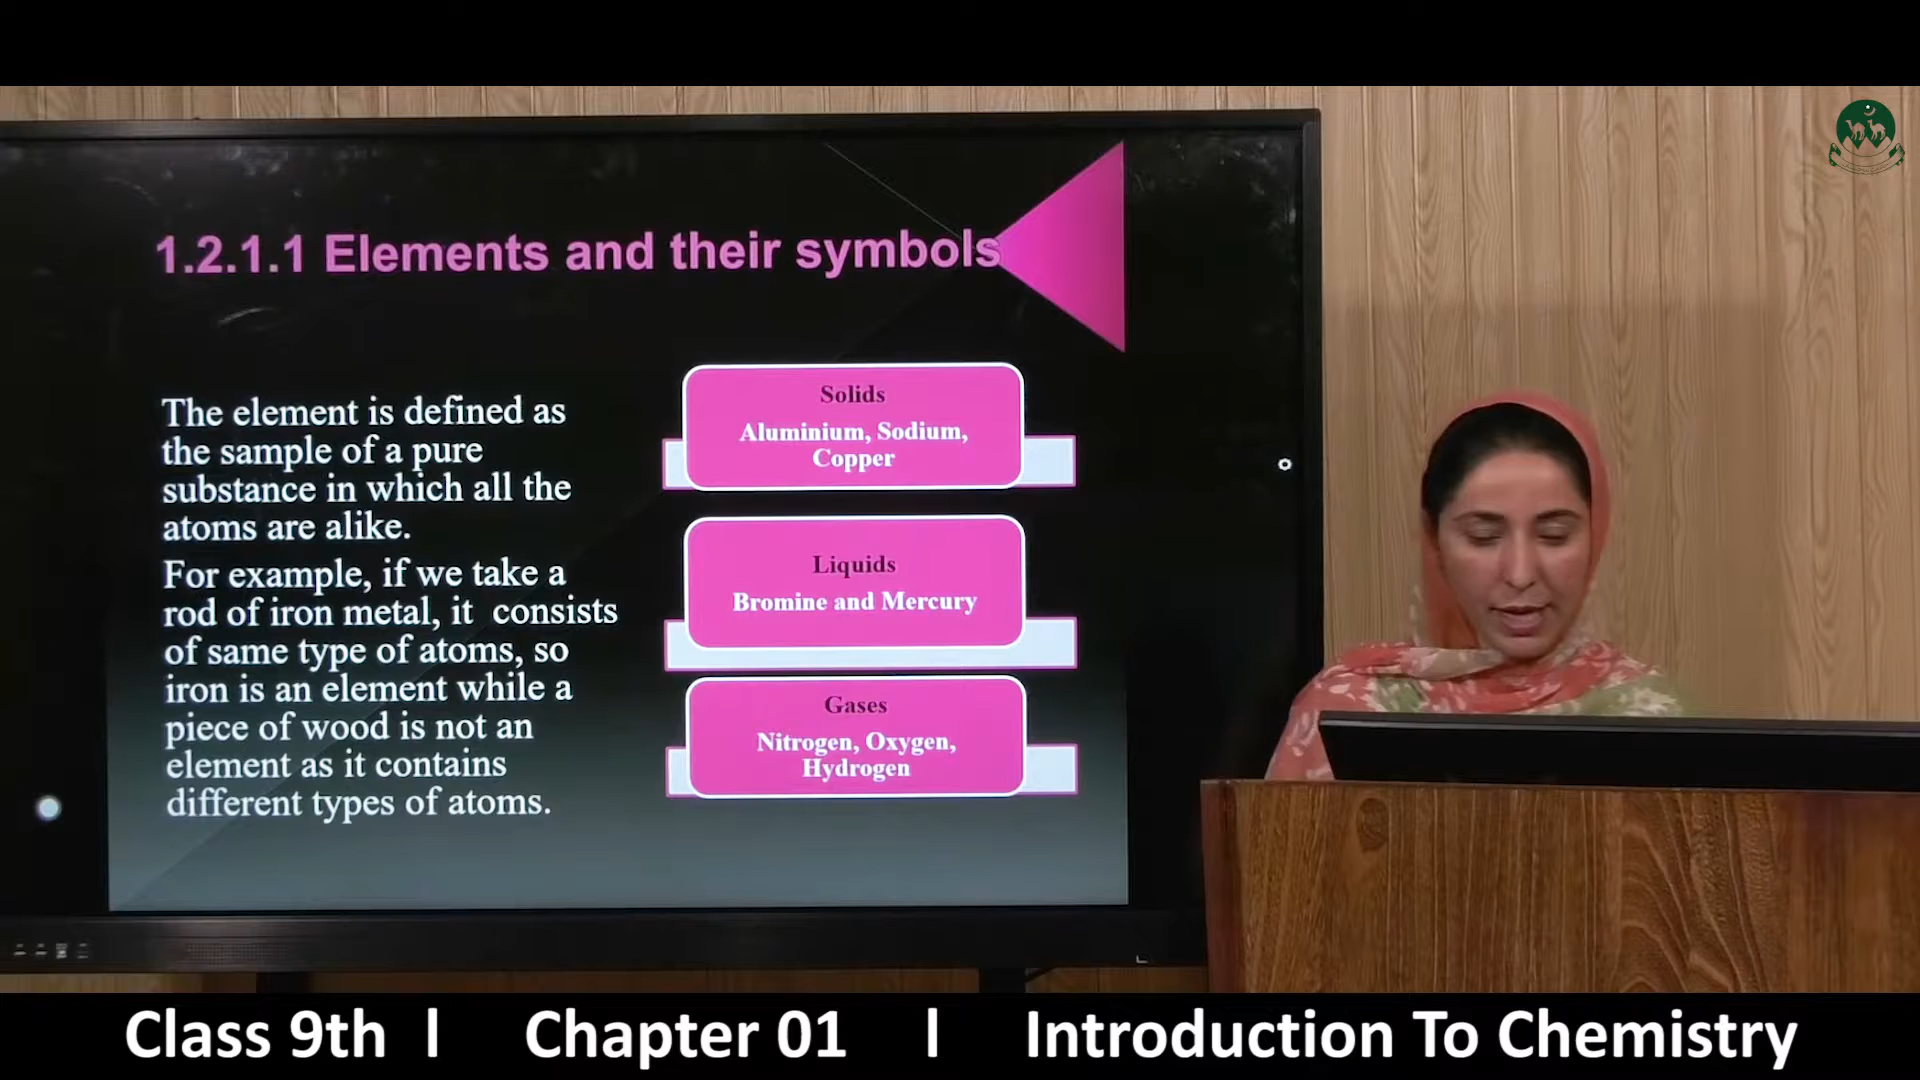 1.2.1.1 Elements and their symbols
The element is defined as
the sample of a pure
substance in which all the
atoms are alike.
For example, if we take a
rod of iron metal, it consists
of same type of atoms, so
iron is an element while a
piece of wood is not an
element as it contains
different types of atoms.
Solids
Aluminium, Sodium,
Copper
Liquids
Bromine and Mercury
Gases
Nitrogen, Oxygen,
Hydrogen
Class 9th l Chapter 01 l Introduction To Chemistry